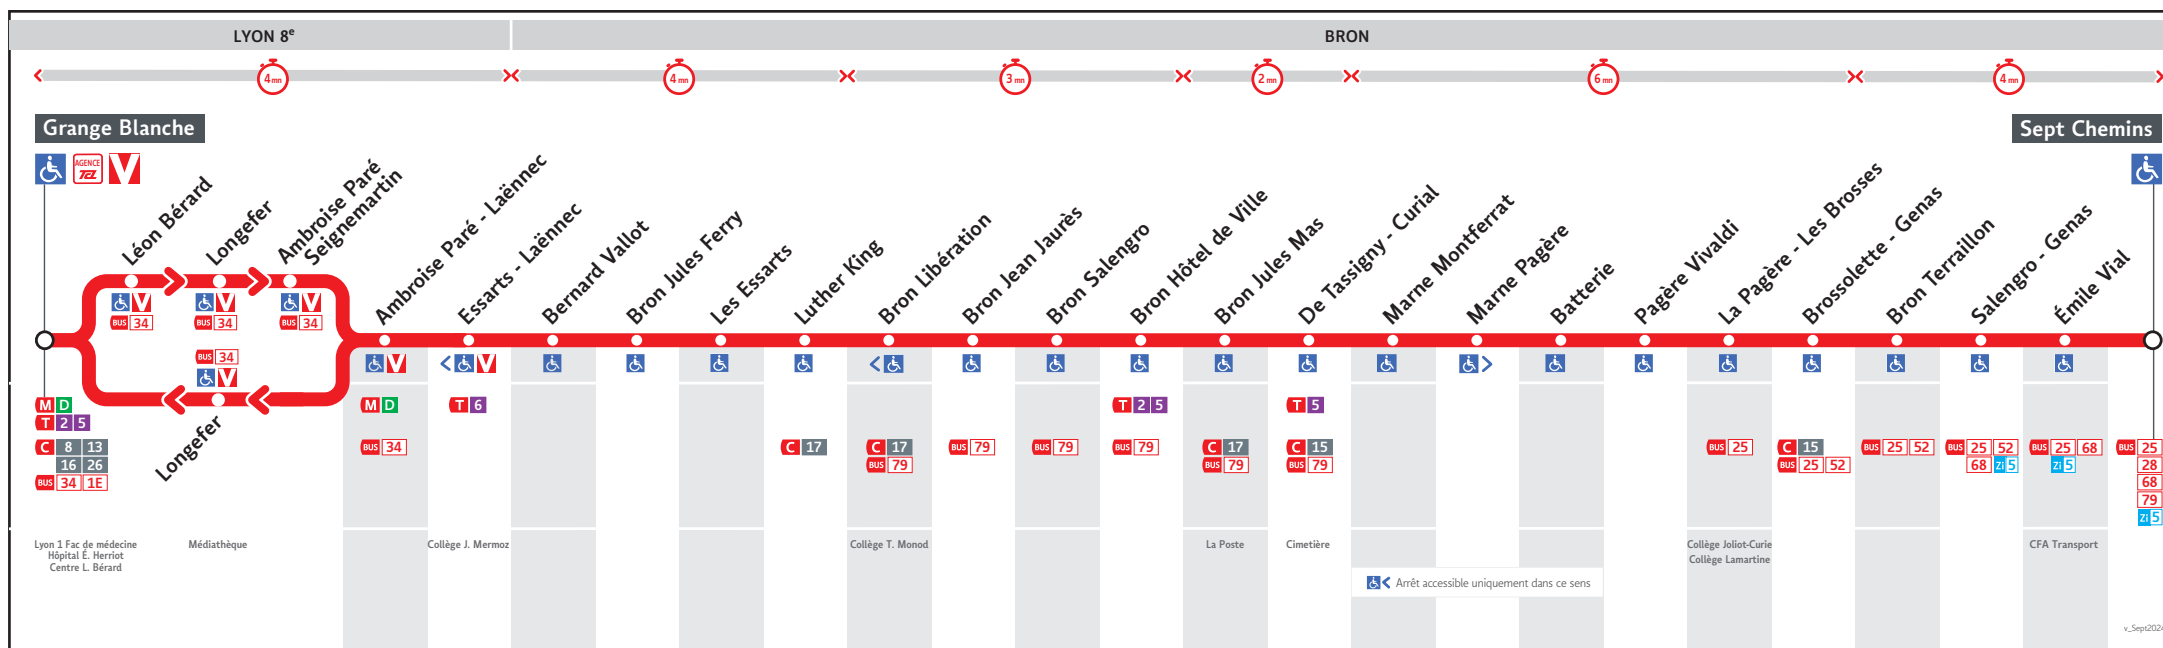 LYON 8e
BRON
4 mn
4 mn
3 mn
2 mn
6 mn
4 mn
Grange Blanche
Sept Chemins
AGENCE
TCL
V
Léon Bérard
Longefer
Ambroise Paré
Seignemartin
Ambroise Paré - Laënnec
Essarts - Laënnec
Bernard Vallot
Bron Jules Ferry
Les Essarts
Luther King
Bron Libération
Bron Jean Jaurès
Bron Salengro
Bron Hôtel de Ville
Bron Jules Mas
De Tassigny - Curial
Marne Montferrat
Marne Pagère
Batterie
Pagère Vivaldi
La Pagère - Les Brosses
Brossolette - Genas
Bron Terraillon
Salengro - Genas
Émile Vial
V
BUS 34
V
BUS 34
V
BUS 34
BUS 34
V
Longefer
V
< V
<
>
M D
T 2 5
C 8 13
16 26
BUS 34 1E
M D
BUS 34
T 6
C 17
C 17
BUS 79
BUS 79
BUS 79
T 2 5
BUS 79
C 17
BUS 79
T 5
C 15
BUS 79
BUS 25
C 15
BUS 25 52
BUS 25 52
BUS 25 52
68 Zi 5
BUS 25 68
Zi 5
BUS 25
28
68
79
Zi 5
Lyon 1 Fac de médecine
Hôpital É. Herriot
Centre L. Bérard
Médiathèque
Collège J. Mermoz
Collège T. Monod
La Poste
Cimetière
Collège Joliot-Curie
Collège Lamartine
CFA Transport
< Arrêt accessible uniquement dans ce sens
v_Sept2024